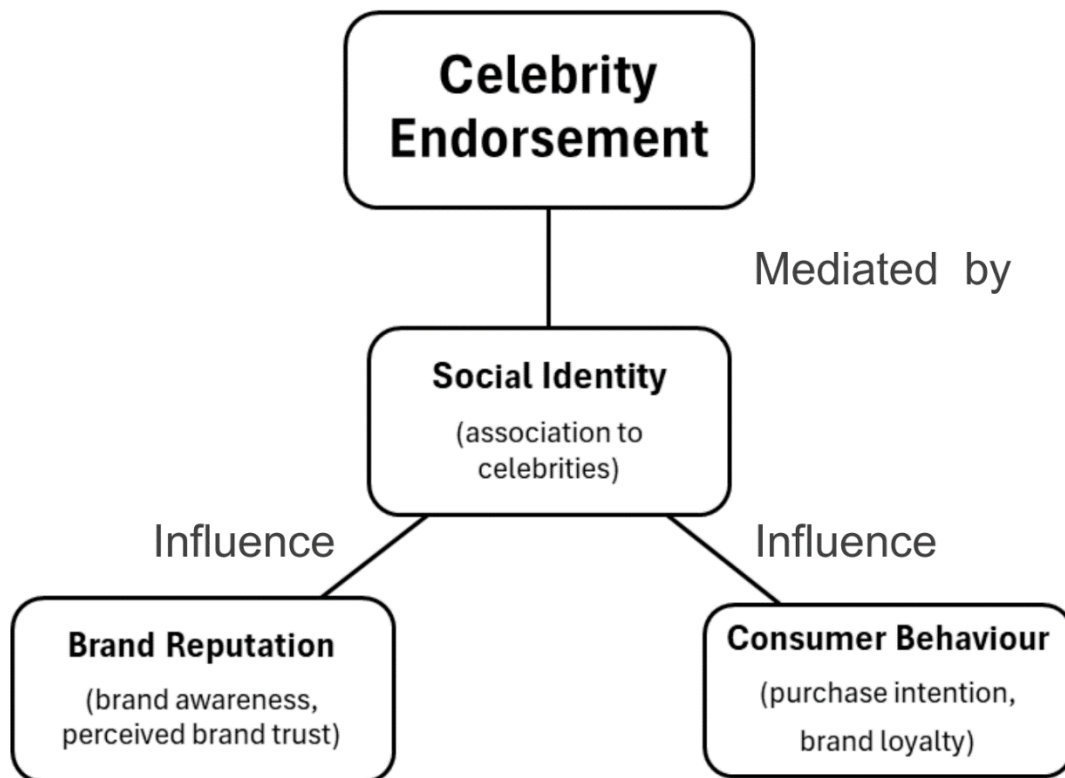 Celebrity
Endorsement
Mediated by
Social Identity
(association to
celebrities)
Influence
Influence
Brand Reputation
(brand awareness,
perceived brand trust)
Consumer Behaviour
(purchase intention,
brand loyalty)